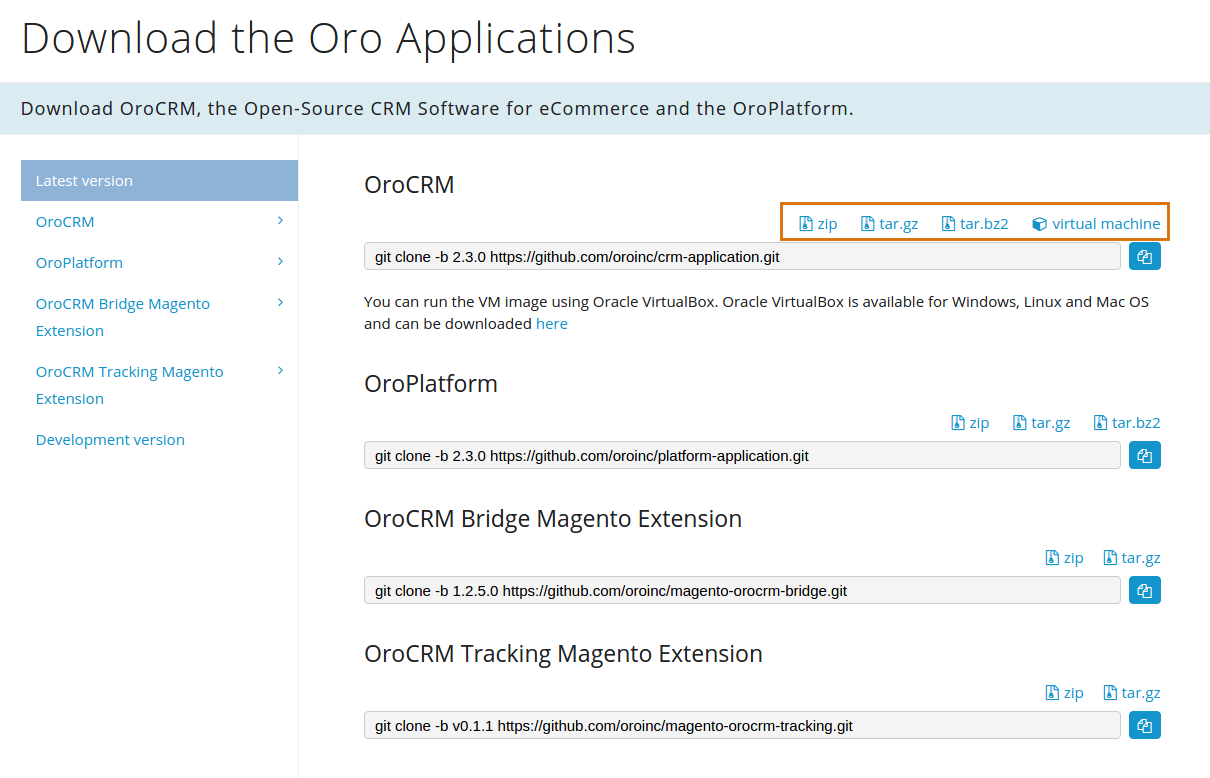 Download the Oro Applications
Download OroCRM, the Open-Source CRM Software for eCommerce and the OroPlatform.
Latest version
OroCRM
OroPlatform
OroCRM Bridge Magento
Extension
OroCRM Tracking Magento
Extension
Development version
OroCRM
zip tar.gz tar.bz2 virtual machine
git clone -b 2.3.0 https://github.com/oroinc/crm-application.git
You can run the VM image using Oracle VirtualBox. Oracle VirtualBox is available for Windows, Linux and Mac OS
and can be downloaded here
OroPlatform
zip tar.gz tar.bz2
git clone -b 2.3.0 https://github.com/oroinc/platform-application.git
OroCRM Bridge Magento Extension
zip tar.gz
git clone -b 1.2.5.0 https://github.com/oroinc/magento-orocrm-bridge.git
OroCRM Tracking Magento Extension
zip tar.gz
git clone -b v0.1.1 https://github.com/oroinc/magento-orocrm-tracking.git